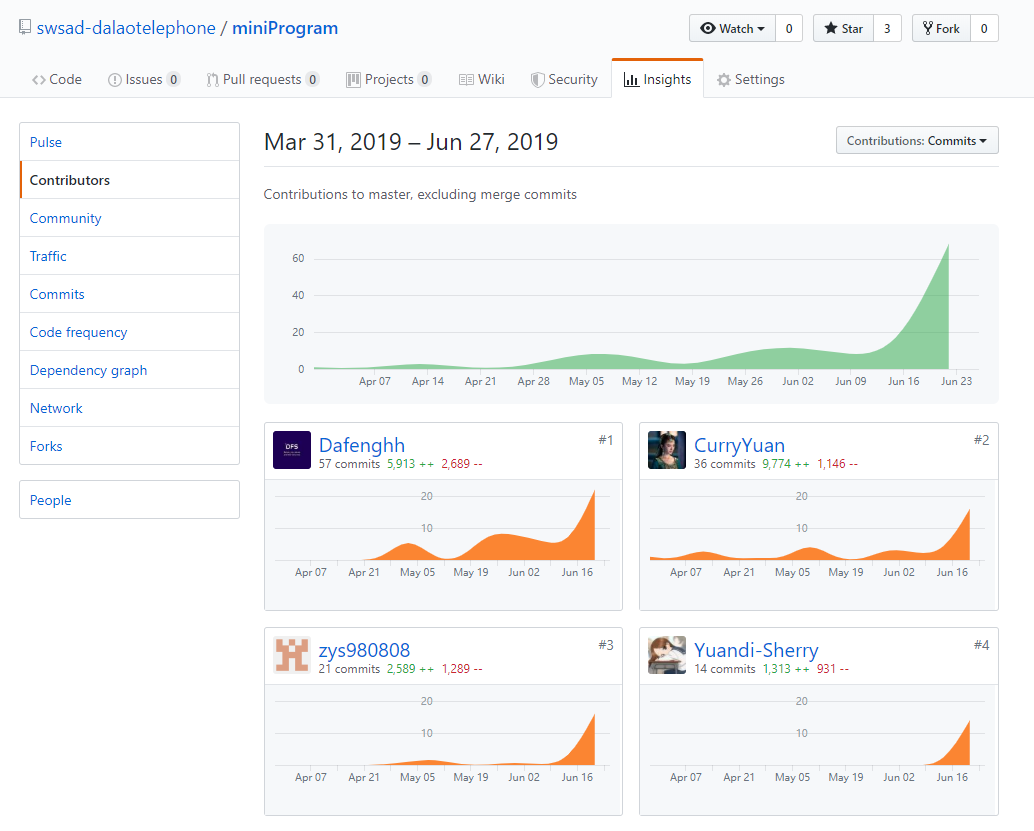 swsad-dalaotelephone / miniProgram
Watch 0 Star 3 Fork 0
Code Issues 0 Pull requests 0 Projects 0 Wiki Security Insights Settings
Pulse
Contributors
Community
Traffic
Commits
Code frequency
Dependency graph
Network
Forks
People
Mar 31, 2019 – Jun 27, 2019
Contributions: Commits
Contributions to master, excluding merge commits
60
40
20
0
Apr 07 Apr 14 Apr 21 Apr 28 May 05 May 12 May 19 May 26 Jun 02 Jun 09 Jun 16 Jun 23
DFS
Dafenghh #1
57 commits 5,913 ++ 2,689 --
20
10
Apr 07 Apr 21 May 05 May 19 Jun 02 Jun 16
CurryYuan #2
36 commits 9,774 ++ 1,146 --
20
10
Apr 07 Apr 21 May 05 May 19 Jun 02 Jun 16
zys980808 #3
21 commits 2,589 ++ 1,289 --
20
10
Apr 07 Apr 21 May 05 May 19 Jun 02 Jun 16
Yuandi-Sherry #4
14 commits 1,313 ++ 931 --
20
10
Apr 07 Apr 21 May 05 May 19 Jun 02 Jun 16